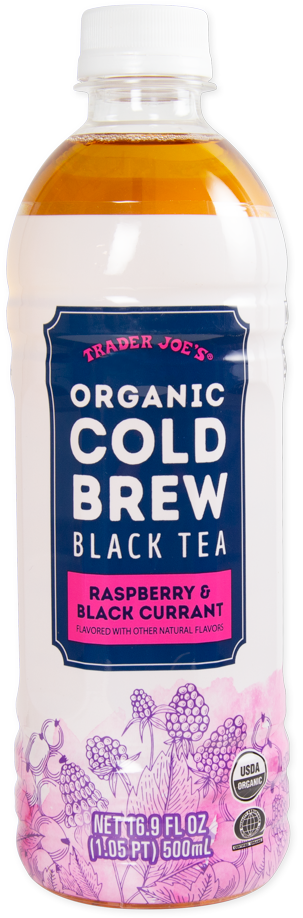 TRADER JOE'S®
ORGANIC
COLD
BREW
BLACK TEA
RASPBERRY &
BLACK CURRANT
FLAVORED WITH OTHER NATURAL FLAVORS
USDA
ORGANIC
NET 16.9 FL OZ
(1.05 PT) 500mL